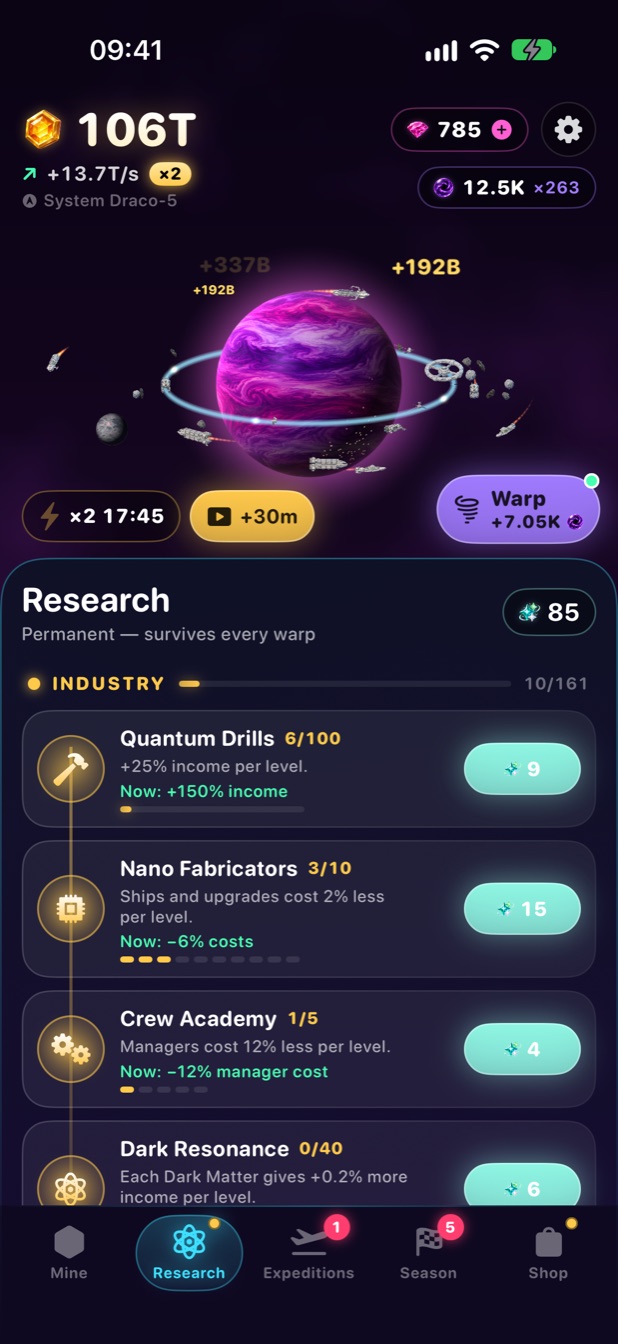 09:41
106T
785
+13.7T/s ×2
12.5K ×263
System Draco-5
+337B
+192B
+192B
×2 17:45
+30m
Warp
+7.05K
Research
85
Permanent — survives every warp
INDUSTRY
10/161
Quantum Drills 6/100
+25% income per level.
9
Now: +150% income
Nano Fabricators 3/10
Ships and upgrades cost 2% less
per level.
15
Now: −6% costs
Crew Academy 1/5
Managers cost 12% less per level.
4
Now: −12% manager cost
Dark Resonance 0/40
Each Dark Matter gives +0.2% more
income per level.
6
1
5
Mine
Research
Expeditions
Season
Shop